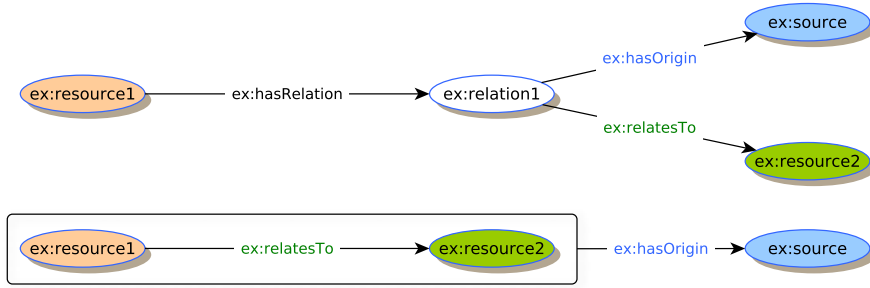 ex:source
ex:hasOrigin
ex:resource1 ex:hasRelation ex:relation1
ex:relatesTo
ex:resource2
ex:resource1 ex:relatesTo ex:resource2 ex:hasOrigin ex:source